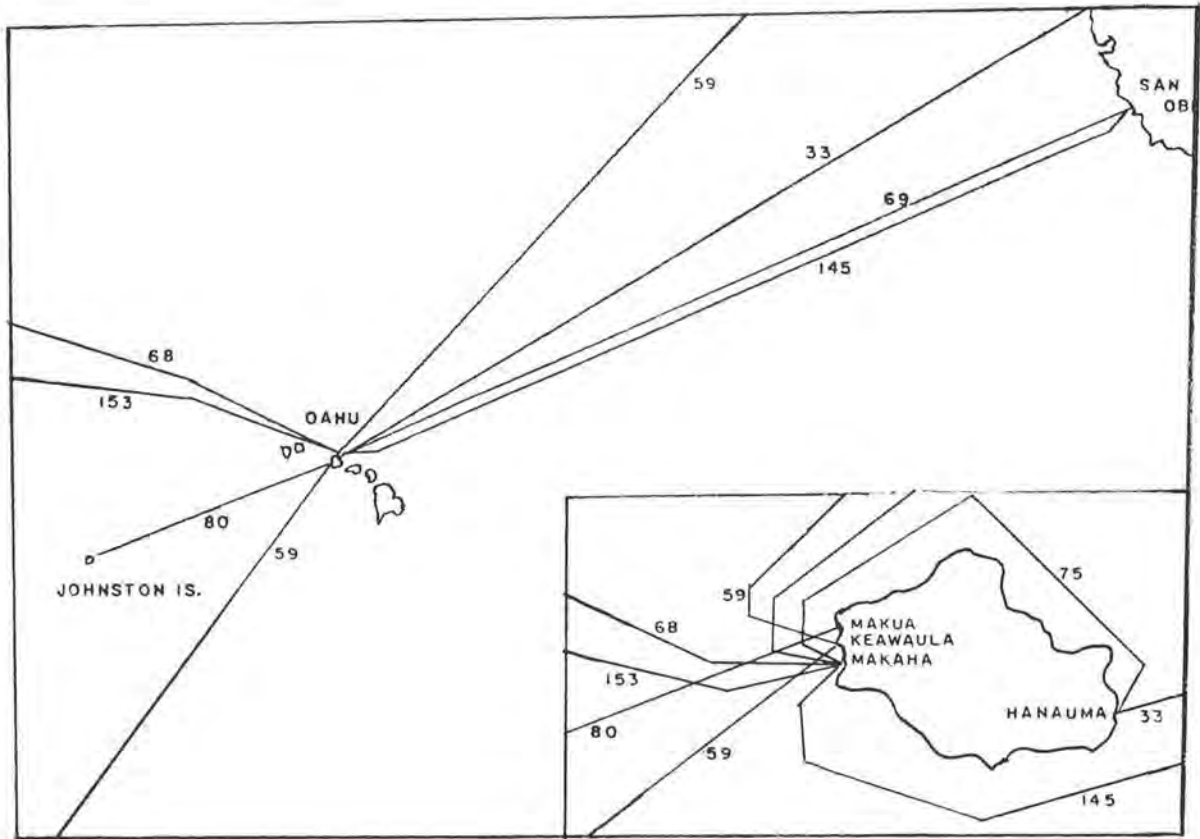 59
33
SAN
OB
69
145
68
153
OAHU
80
59
JOHNSTON IS.
75
59
68
MAKUA
KEAWAULA
MAKAHA
153
HANAUMA
33
80
59
145